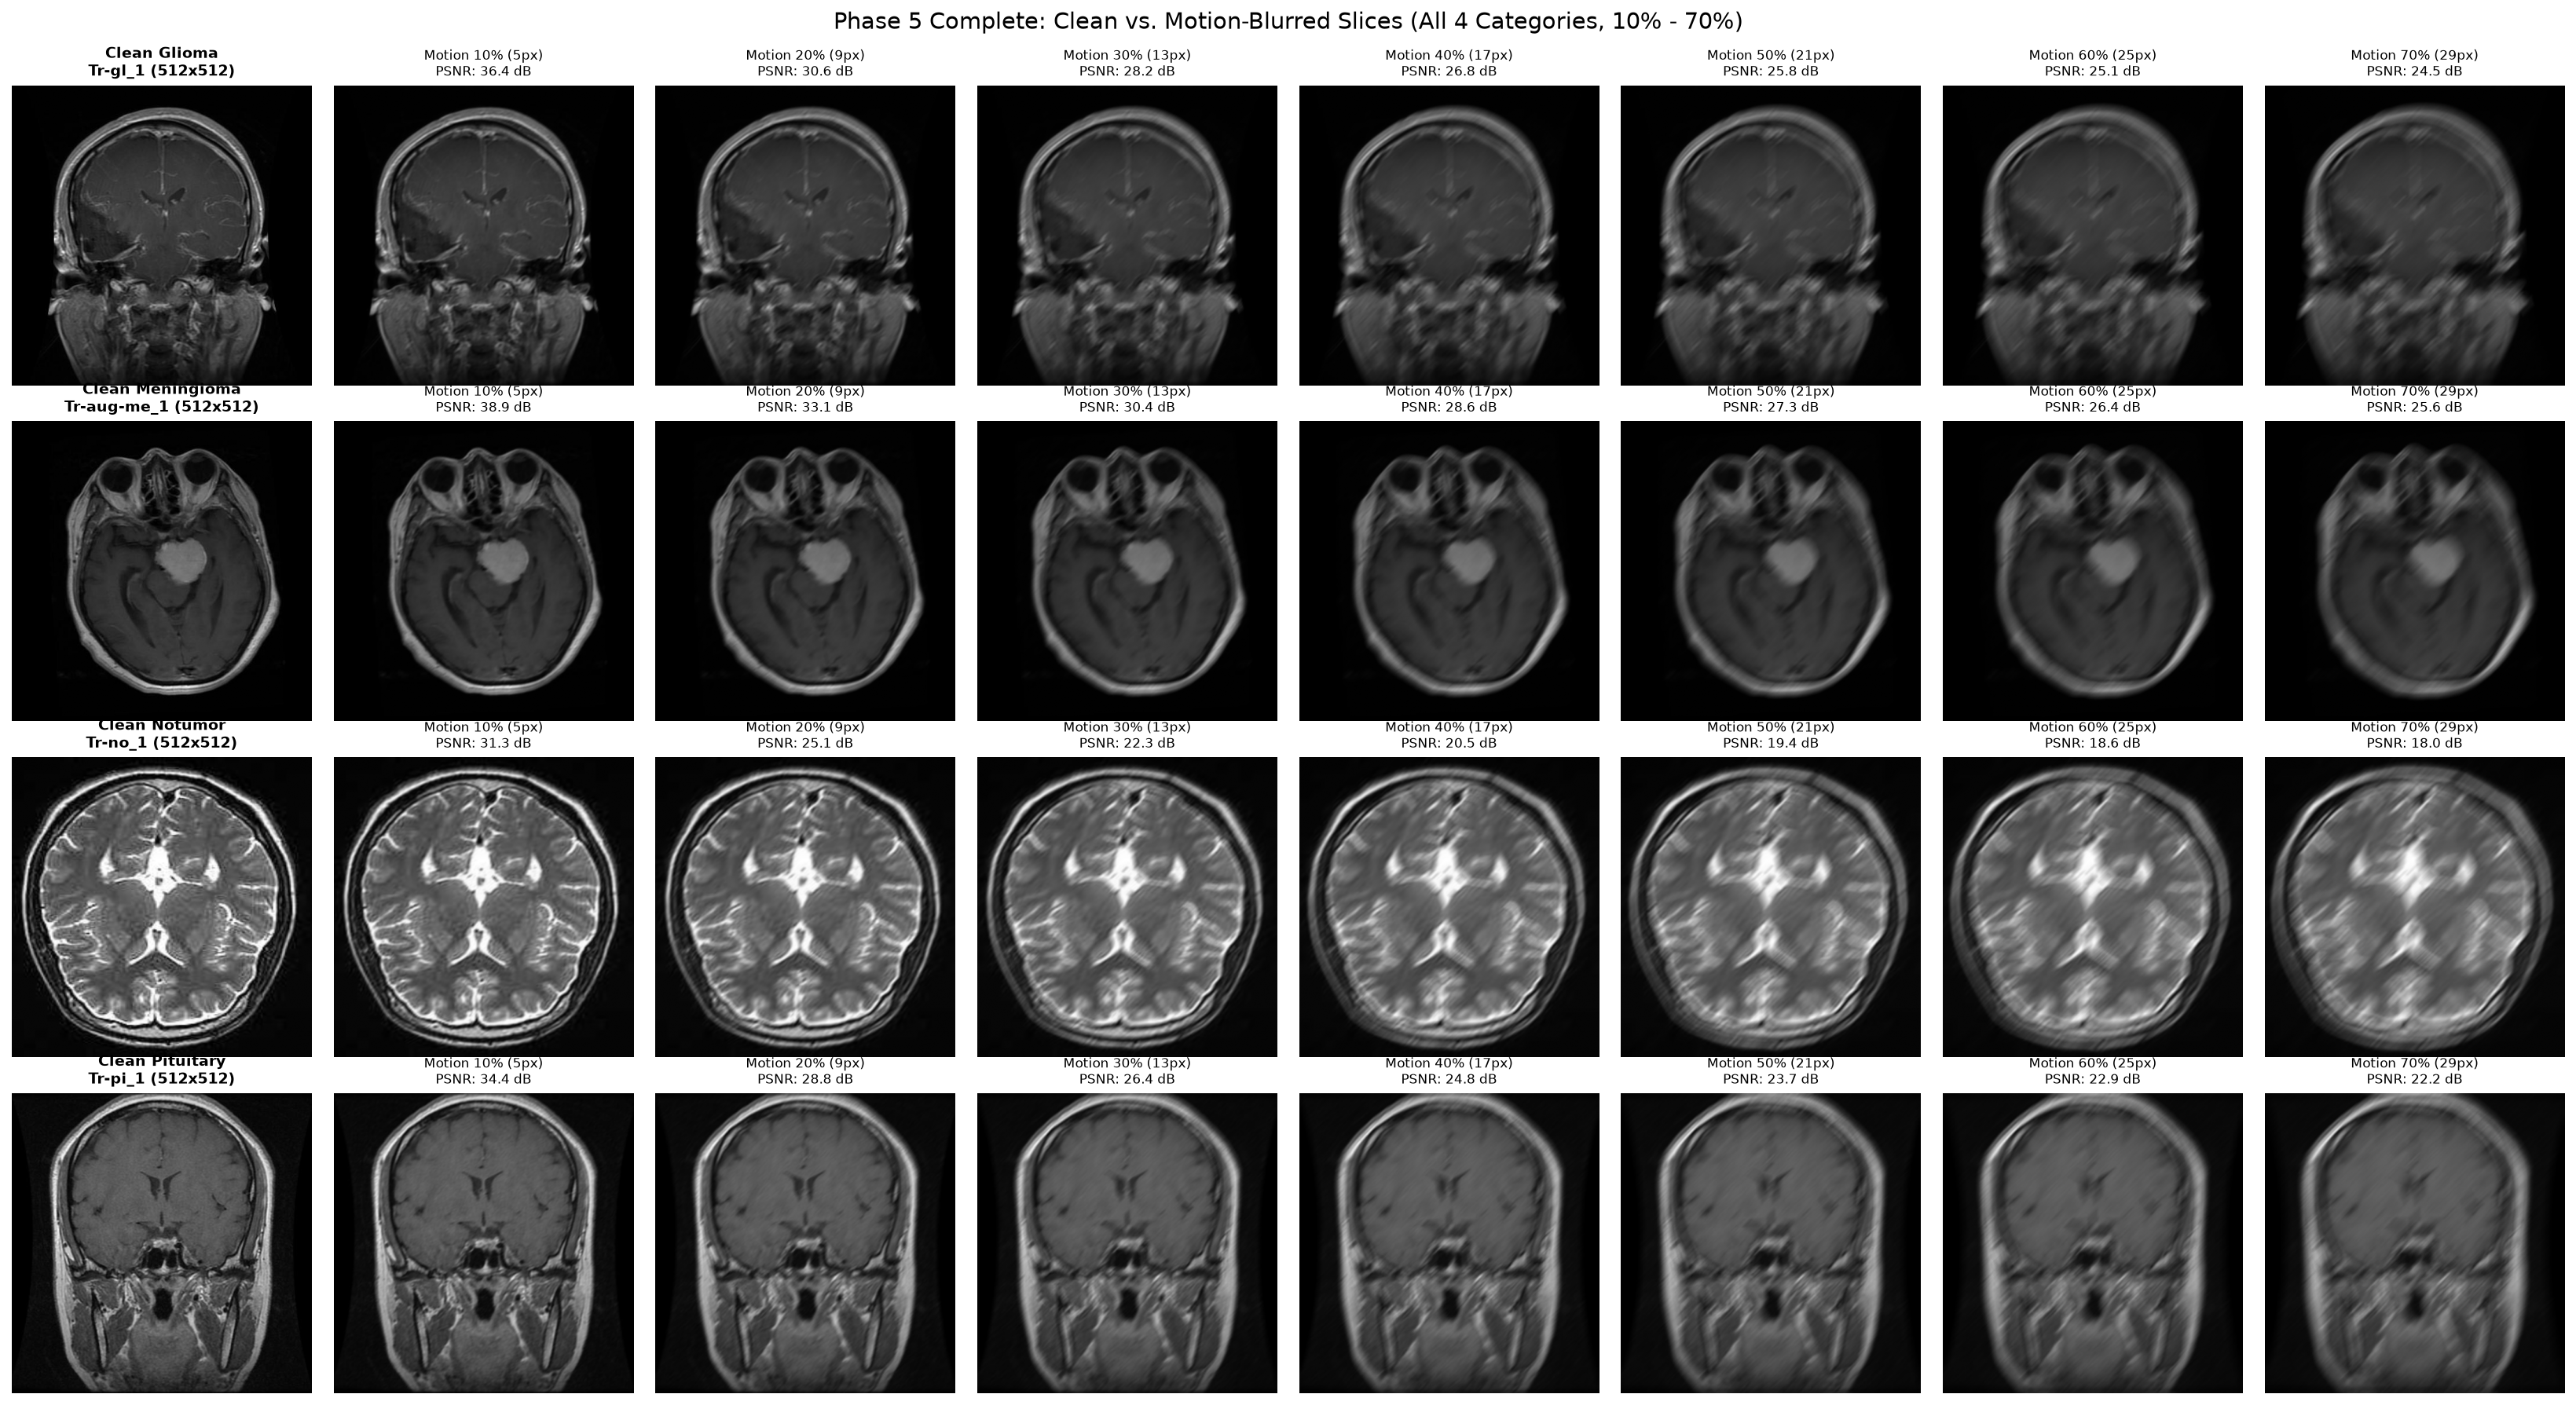 Phase 5 Complete: Clean vs. Motion-Blurred Slices (All 4 Categories, 10% - 70%)
Clean Glioma
Tr-gl_1 (512x512)
Motion 10% (5px)
PSNR: 36.4 dB
Motion 20% (9px)
PSNR: 30.6 dB
Motion 30% (13px)
PSNR: 28.2 dB
Motion 40% (17px)
PSNR: 26.8 dB
Motion 50% (21px)
PSNR: 25.8 dB
Motion 60% (25px)
PSNR: 25.1 dB
Motion 70% (29px)
PSNR: 24.5 dB
Clean Meningioma
Tr-aug-me_1 (512x512)
Motion 10% (5px)
PSNR: 38.9 dB
Motion 20% (9px)
PSNR: 33.1 dB
Motion 30% (13px)
PSNR: 30.4 dB
Motion 40% (17px)
PSNR: 28.6 dB
Motion 50% (21px)
PSNR: 27.3 dB
Motion 60% (25px)
PSNR: 26.4 dB
Motion 70% (29px)
PSNR: 25.6 dB
Clean Notumor
Tr-no_1 (512x512)
Motion 10% (5px)
PSNR: 31.3 dB
Motion 20% (9px)
PSNR: 25.1 dB
Motion 30% (13px)
PSNR: 22.3 dB
Motion 40% (17px)
PSNR: 20.5 dB
Motion 50% (21px)
PSNR: 19.4 dB
Motion 60% (25px)
PSNR: 18.6 dB
Motion 70% (29px)
PSNR: 18.0 dB
Clean Pituitary
Tr-pi_1 (512x512)
Motion 10% (5px)
PSNR: 34.4 dB
Motion 20% (9px)
PSNR: 28.8 dB
Motion 30% (13px)
PSNR: 26.4 dB
Motion 40% (17px)
PSNR: 24.8 dB
Motion 50% (21px)
PSNR: 23.7 dB
Motion 60% (25px)
PSNR: 22.9 dB
Motion 70% (29px)
PSNR: 22.2 dB